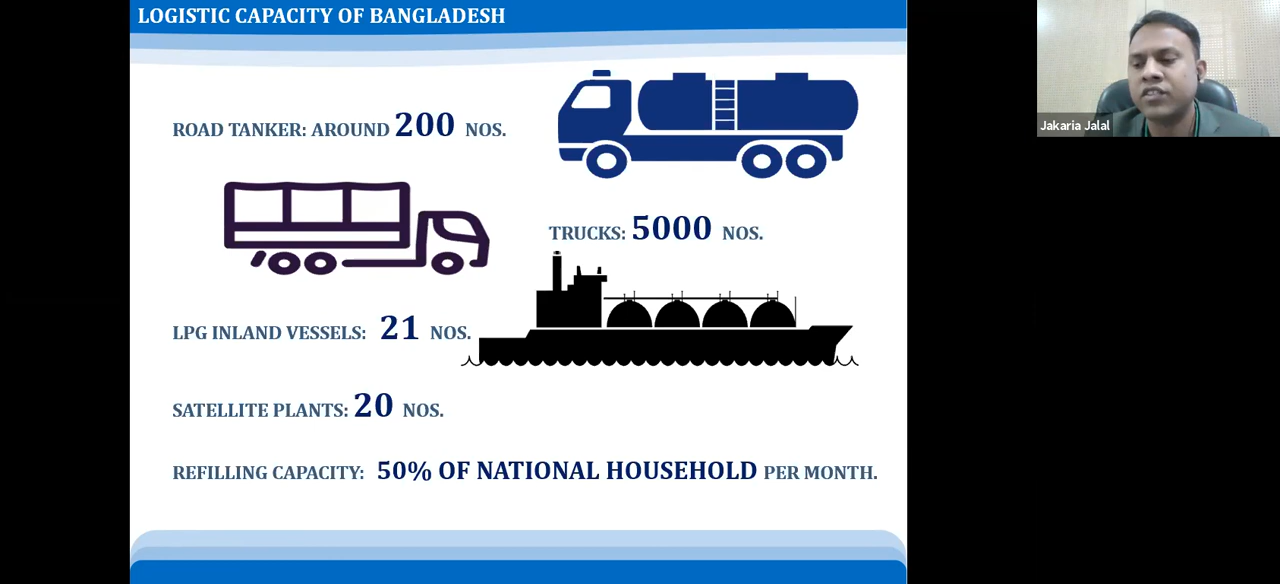 LOGISTIC CAPACITY OF BANGLADESH
Jakaria Jalal
ROAD TANKER: AROUND 200 NOS.
TRUCKS: 5000 NOS.
LPG INLAND VESSELS: 21 NOS.
SATELLITE PLANTS: 20 NOS.
REFILLING CAPACITY: 50% OF NATIONAL HOUSEHOLD PER MONTH.